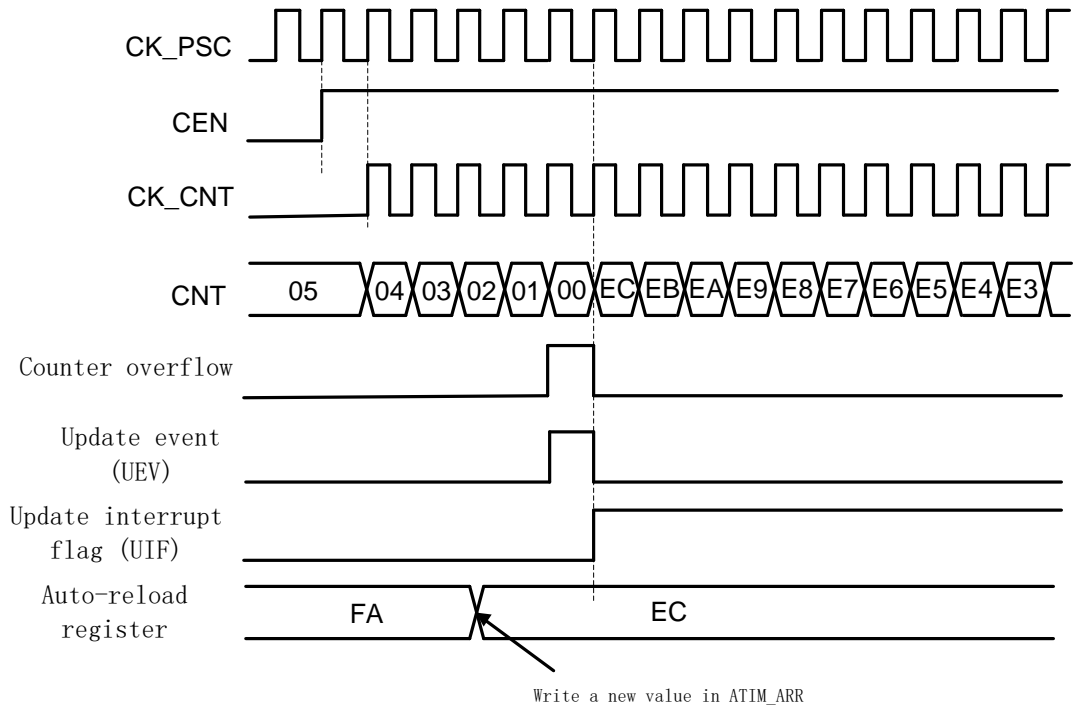 CK_PSC
CEN
CK_CNT
CNT
05 04 03 02 01 00 EC EB EA E9 E8 E7 E6 E5 E4 E3
Counter overflow
Update event
(UEV)
Update interrupt
flag (UIF)
Auto-reload
register
FA EC
Write a new value in ATIM_ARR